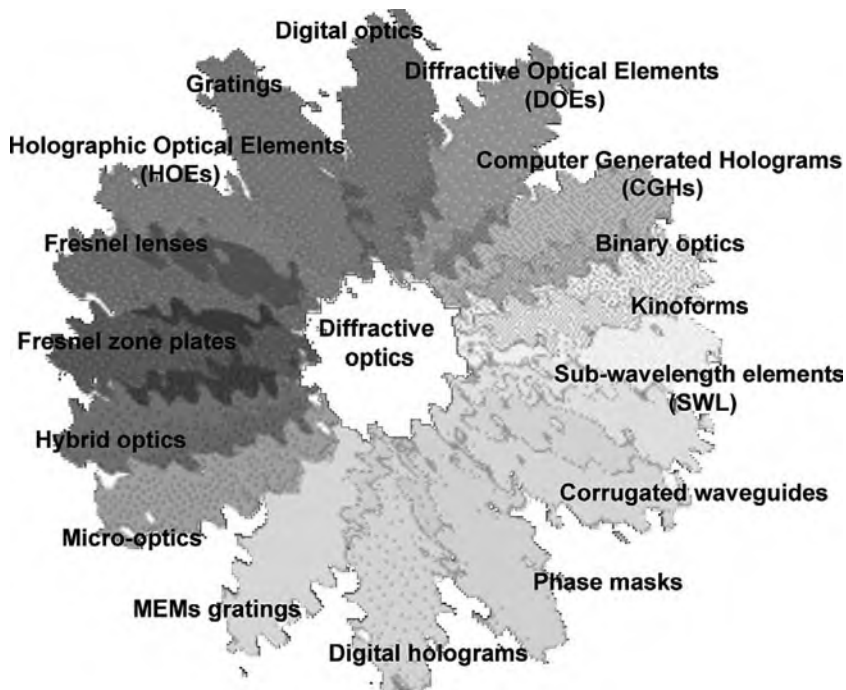 Digital optics
Gratings
Diffractive Optical Elements
(DOEs)
Holographic Optical Elements
(HOEs)
Computer Generated Holograms
(CGHs)
Fresnel lenses
Binary optics
Kinoforms
Diffractive
optics
Fresnel zone plates
Sub-wavelength elements
(SWL)
Hybrid optics
Corrugated waveguides
Micro-optics
Phase masks
MEMs gratings
Digital holograms